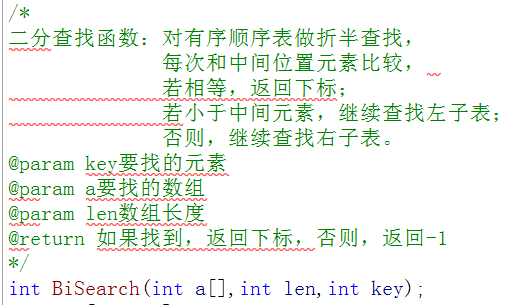 /*
二分查找函数：对有序顺序表做折半查找，
每次和中间位置元素比较，
若相等，返回下标；
若小于中间元素，继续查找左子表；
否则，继续查找右子表。
@param key要找的元素
@param a要找的数组
@param len数组长度
@return 如果找到，返回下标，否则，返回-1
*/
int BiSearch(int a[],int len,int key);